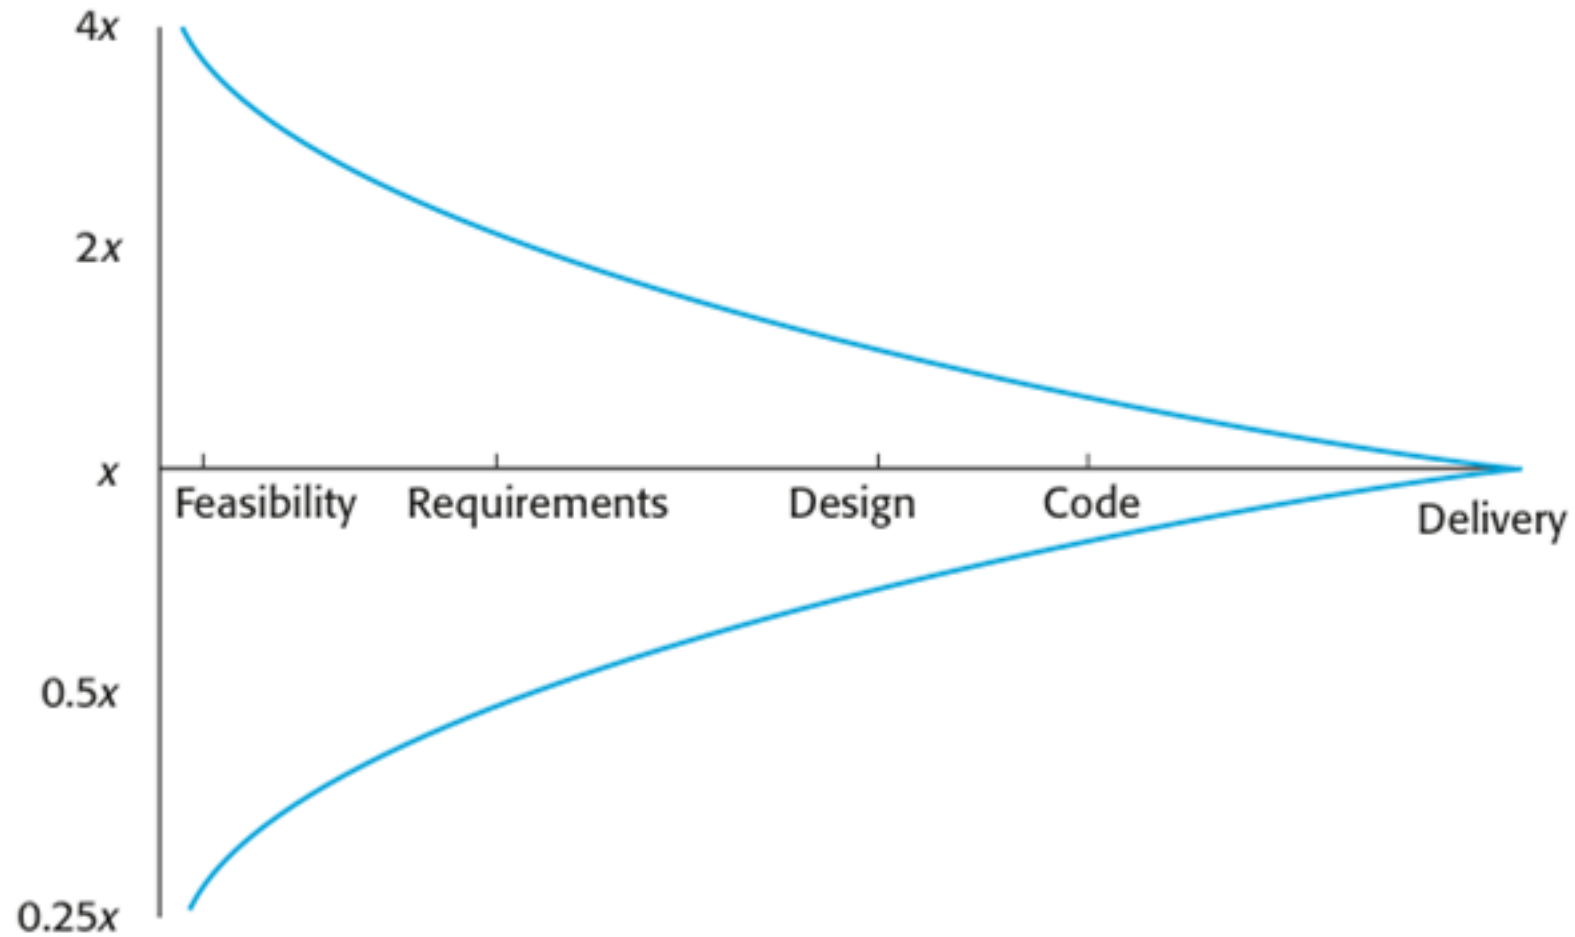 4x
2x
x
Feasibility Requirements Design Code Delivery
0.5x
0.25x